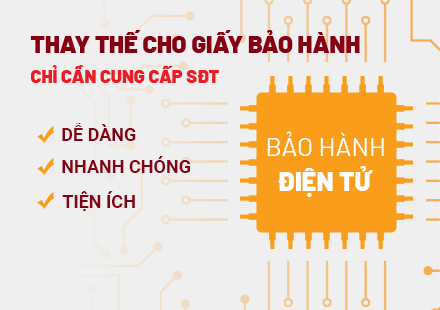 THAY THẾ CHO GIẤY BẢO HÀNH
CHỈ CẦN CUNG CẤP SĐT
DỄ DÀNG
NHANH CHÓNG
TIỆN ÍCH
BẢO HÀNH
ĐIỆN TỬ